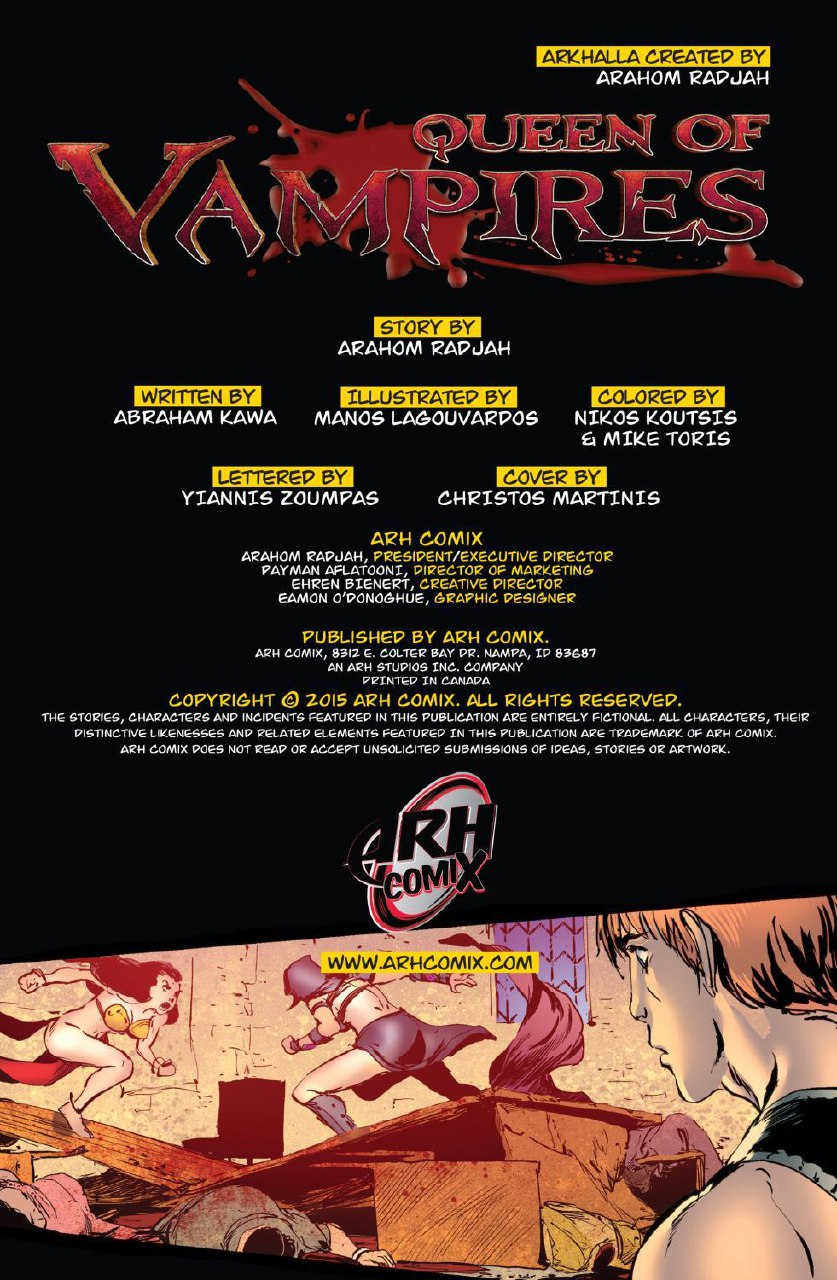 ARKHALLA CREATED BY
ARAHOM RADJAH
QUEEN OF
VAMPIRES
STORY BY
ARAHOM RADJAH
WRITTEN BY
ABRAHAM KAWA
ILLUSTRATED BY
MANOS LAGOUVARDOS
COLORED BY
NIKOS KOUTSIS
& MIKE TORIS
LETTERED BY
YIANNIS ZOUMPAS
COVER BY
CHRISTOS MARTINIS
ARH COMIX
ARAHOM RADJAH, PRESIDENT/EXECUTIVE DIRECTOR
PAYMAN AFLATOONI, DIRECTOR OF MARKETING
EHREN BIENERT, CREATIVE DIRECTOR
EAMON O'DONOGHUE, GRAPHIC DESIGNER
PUBLISHED BY ARH COMIX.
ARH COMIX, 8312 E. COLTER BAY DR. NAMPA, ID 83687
AN ARH STUDIOS INC. COMPANY
PRINTED IN CANADA
COPYRIGHT © 2015 ARH COMIX. ALL RIGHTS RESERVED.
THE STORIES, CHARACTERS AND INCIDENTS FEATURED IN THIS PUBLICATION ARE ENTIRELY FICTIONAL. ALL CHARACTERS, THEIR
DISTINCTIVE LIKENESSES AND RELATED ELEMENTS FEATURED IN THIS PUBLICATION ARE TRADEMARK OF ARH COMIX.
ARH COMIX DOES NOT READ OR ACCEPT UNSOLICITED SUBMISSIONS OF IDEAS, STORIES OR ARTWORK.
ARH
COMIX
WWW.ARHCOMIX.COM